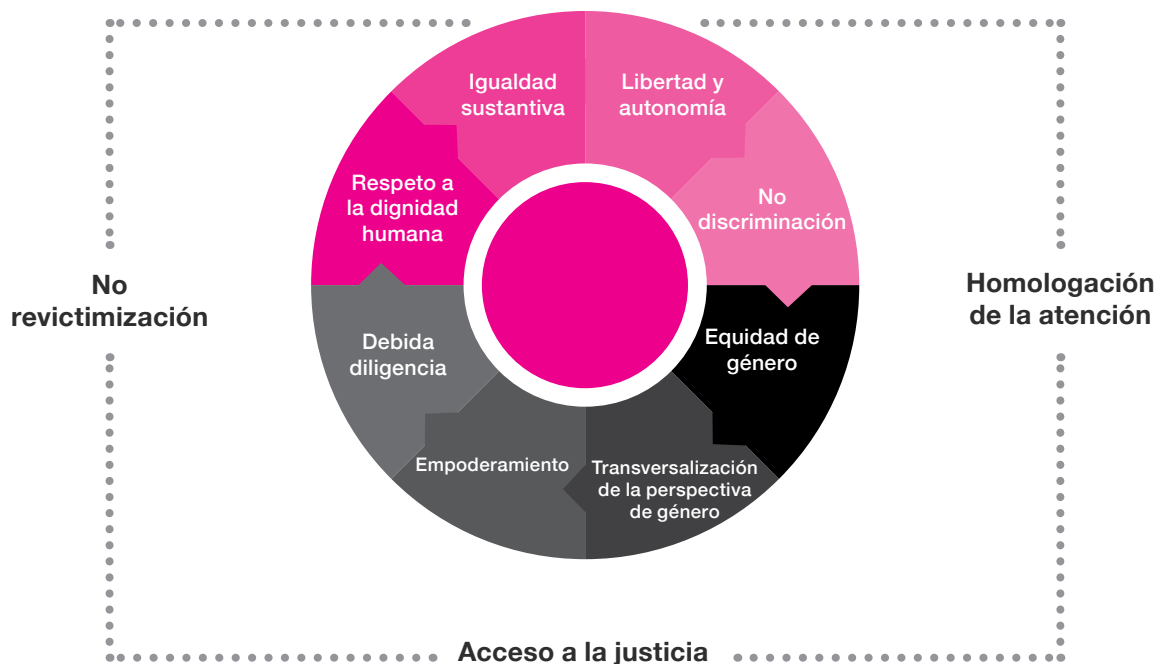 Igualdad
sustantiva
Libertad y
autonomía
Respeto a
la dignidad
humana
No
discriminación
No
revictimización
Homologación
de la atención
Debida
diligencia
Equidad de
género
Empoderamiento
Transversalización
de la perspectiva
de género
Acceso a la justicia